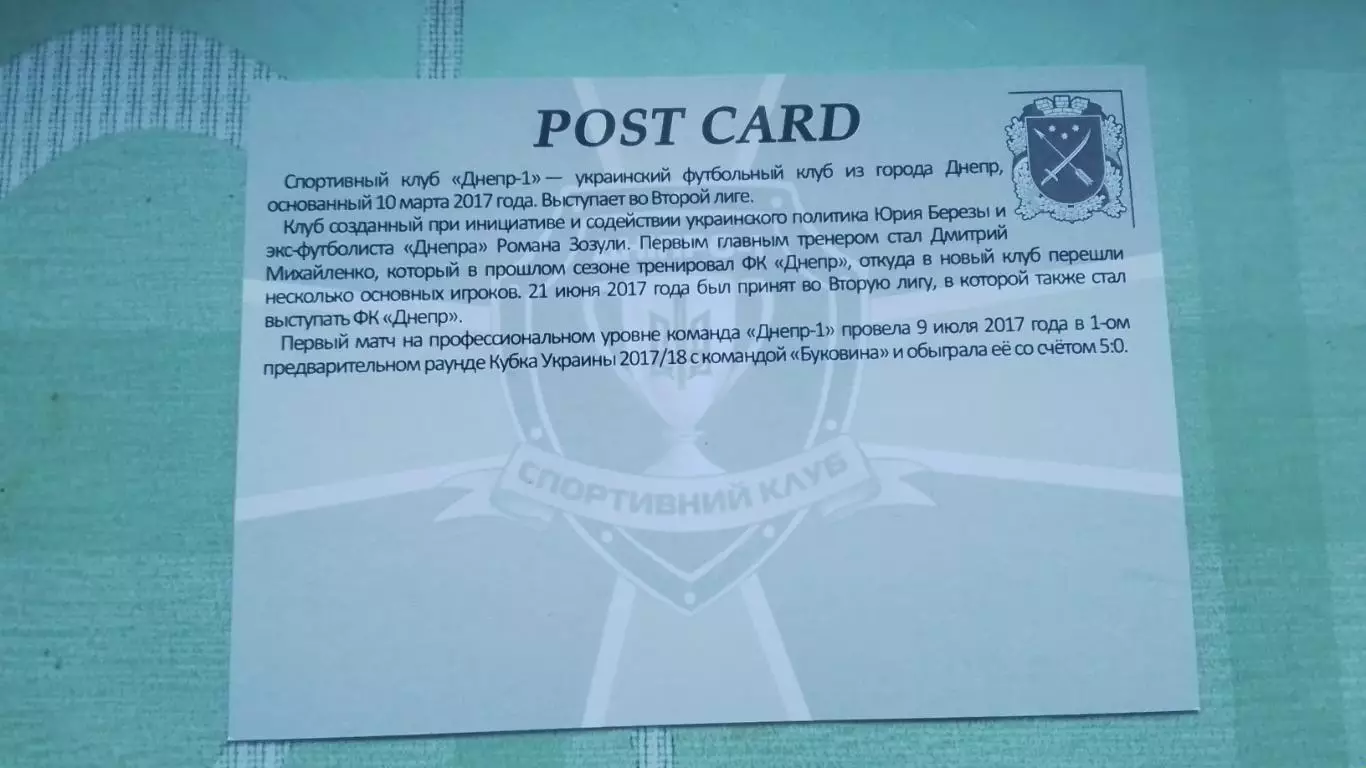 POST CARD
Спортивный клуб «Днепр-1» — украинский футбольный клуб из города Днепр,
основанный 10 марта 2017 года. Выступает во Второй лиге.
Клуб созданный при инициативе и содействии украинского политика Юрия Березы и
экс-футболиста «Днепра» Романа Зозули. Первым главным тренером стал Дмитрий
Михайленко, который в прошлом сезоне тренировал ФК «Днепр», откуда в новый клуб перешли
несколько основных игроков. 21 июня 2017 года был принят во Вторую лигу, в которой также стал
выступать ФК «Днепр».
Первый матч на профессиональном уровне команда «Днепр-1» провела 9 июля 2017 года в 1-ом
предварительном раунде Кубка Украины 2017/18 с командой «Буковина» и обыграла её со счётом 5:0.
СПОРТИВНИЙ КЛУБ